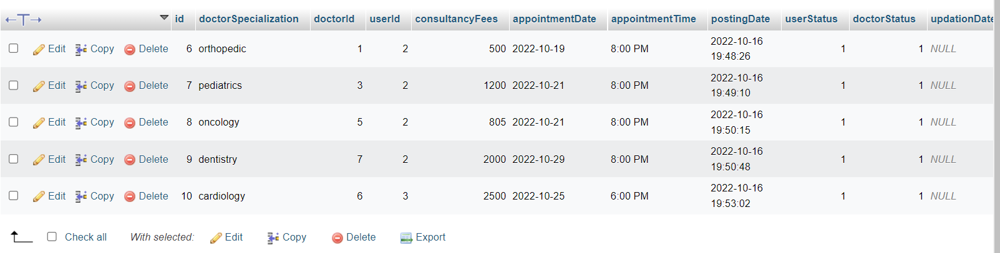 ←T→ id doctorSpecialization doctorId userId consultancyFees appointmentDate appointmentTime postingDate userStatus doctorStatus updationDate
Edit Copy Delete 6 orthopedic 1 2 500 2022-10-19 8:00 PM 2022-10-16 19:48:26 1 1 NULL
Edit Copy Delete 7 pediatrics 3 2 1200 2022-10-21 8:00 PM 2022-10-16 19:49:10 1 1 NULL
Edit Copy Delete 8 oncology 5 2 805 2022-10-21 8:00 PM 2022-10-16 19:50:15 1 1 NULL
Edit Copy Delete 9 dentistry 7 2 2000 2022-10-29 8:00 PM 2022-10-16 19:50:48 1 1 NULL
Edit Copy Delete 10 cardiology 6 3 2500 2022-10-25 6:00 PM 2022-10-16 19:53:02 1 1 NULL
Check all With selected: Edit Copy Delete Export